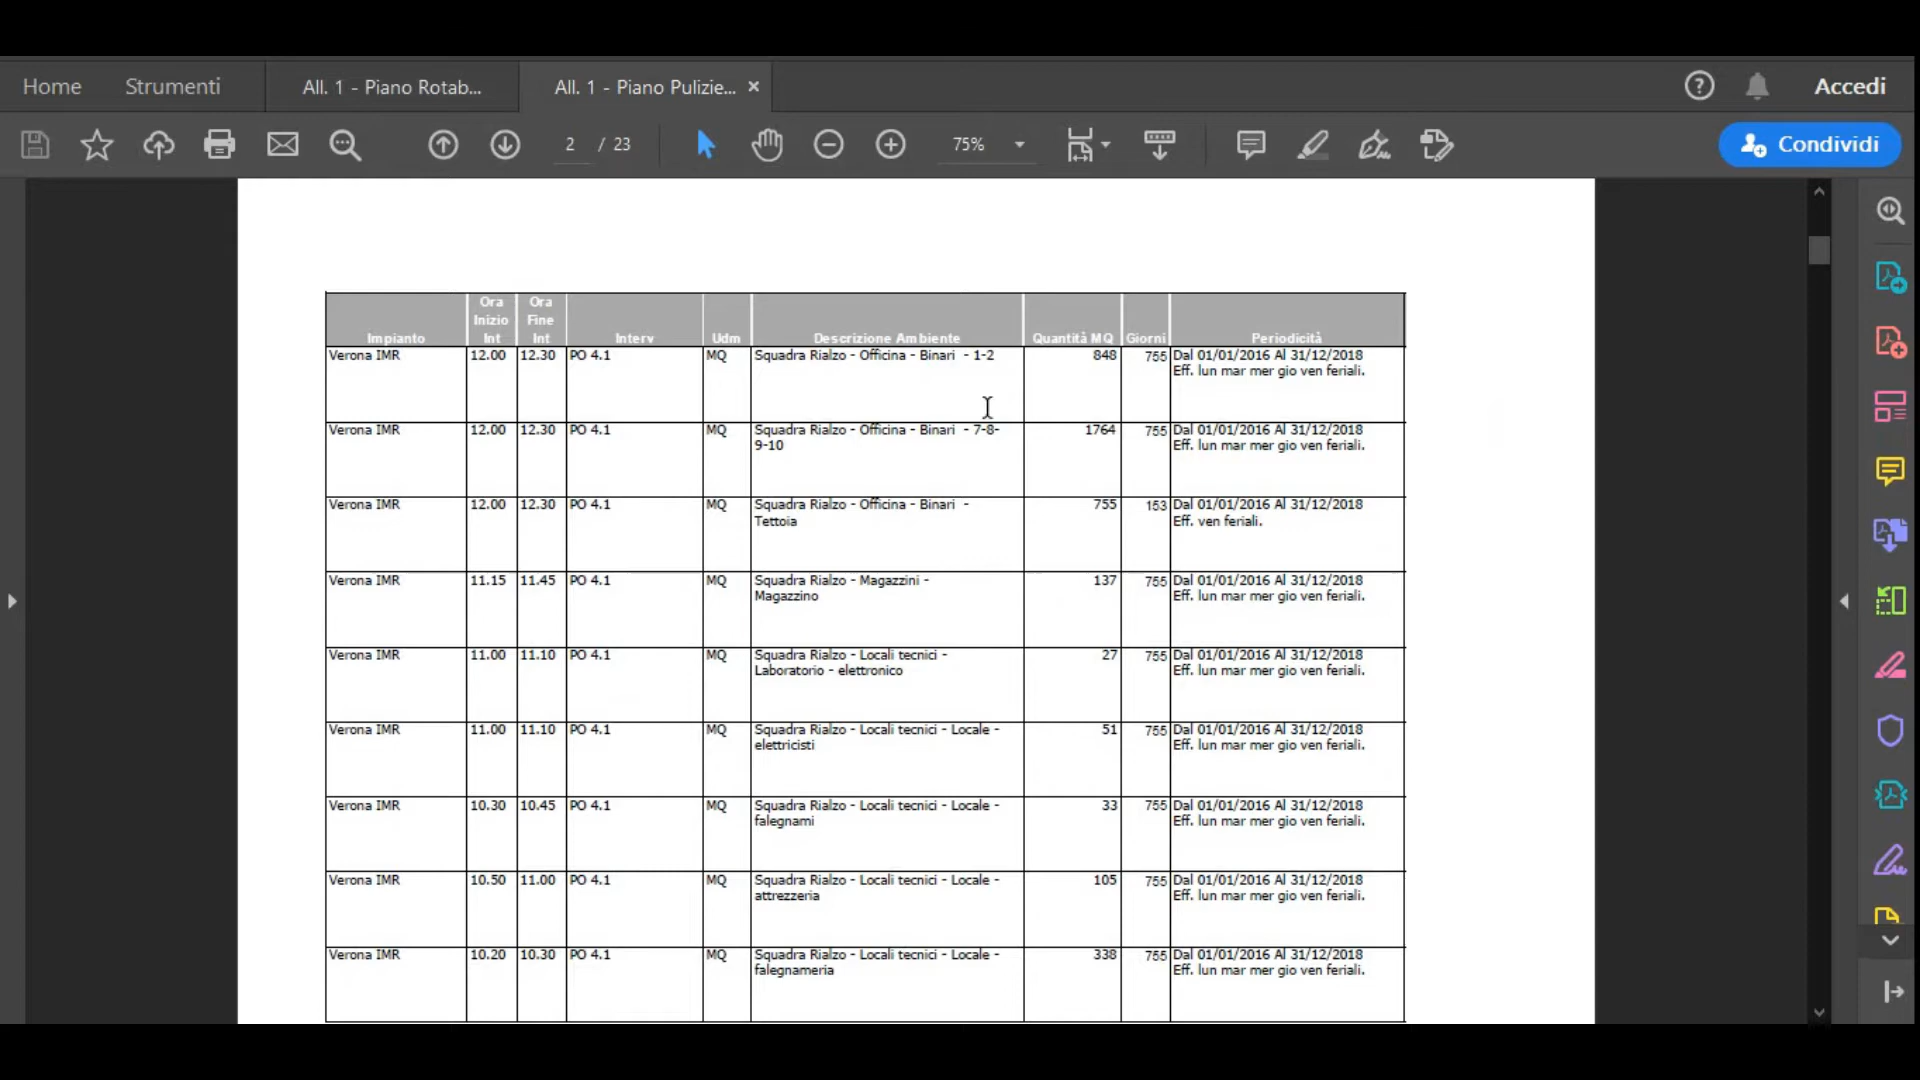 Home Strumenti All. 1 - Piano Rotab... All. 1 - Piano Pulizie... × Accedi
2 / 23 75% Condividi
Impianto Ora Inizio Int Ora Fine Int Interv Udm Descrizione Ambiente Quantità MQ Giorni Periodicità
Verona IMR 12.00 12.30 PO 4.1 MQ Squadra Rialzo - Officina - Binari - 1-2 848 755 Dal 01/01/2016 Al 31/12/2018
Eff. lun mar mer gio ven feriali.
Verona IMR 12.00 12.30 PO 4.1 MQ Squadra Rialzo - Officina - Binari - 7-8- 1764 755 Dal 01/01/2016 Al 31/12/2018
9-10 Eff. lun mar mer gio ven feriali.
Verona IMR 12.00 12.30 PO 4.1 MQ Squadra Rialzo - Officina - Binari - 755 153 Dal 01/01/2016 Al 31/12/2018
Tettoia Eff. ven feriali.
Verona IMR 11.15 11.45 PO 4.1 MQ Squadra Rialzo - Magazzini - 137 755 Dal 01/01/2016 Al 31/12/2018
Magazzino Eff. lun mar mer gio ven feriali.
Verona IMR 11.00 11.10 PO 4.1 MQ Squadra Rialzo - Locali tecnici - 27 755 Dal 01/01/2016 Al 31/12/2018
Laboratorio - elettronico Eff. lun mar mer gio ven feriali.
Verona IMR 11.00 11.10 PO 4.1 MQ Squadra Rialzo - Locali tecnici - Locale - 51 755 Dal 01/01/2016 Al 31/12/2018
elettricisti Eff. lun mar mer gio ven feriali.
Verona IMR 10.30 10.45 PO 4.1 MQ Squadra Rialzo - Locali tecnici - Locale - 33 755 Dal 01/01/2016 Al 31/12/2018
falegnami Eff. lun mar mer gio ven feriali.
Verona IMR 10.50 11.00 PO 4.1 MQ Squadra Rialzo - Locali tecnici - Locale - 105 755 Dal 01/01/2016 Al 31/12/2018
attrezzeria Eff. lun mar mer gio ven feriali.
Verona IMR 10.20 10.30 PO 4.1 MQ Squadra Rialzo - Locali tecnici - Locale - 338 755 Dal 01/01/2016 Al 31/12/2018
falegnameria Eff. lun mar mer gio ven feriali.